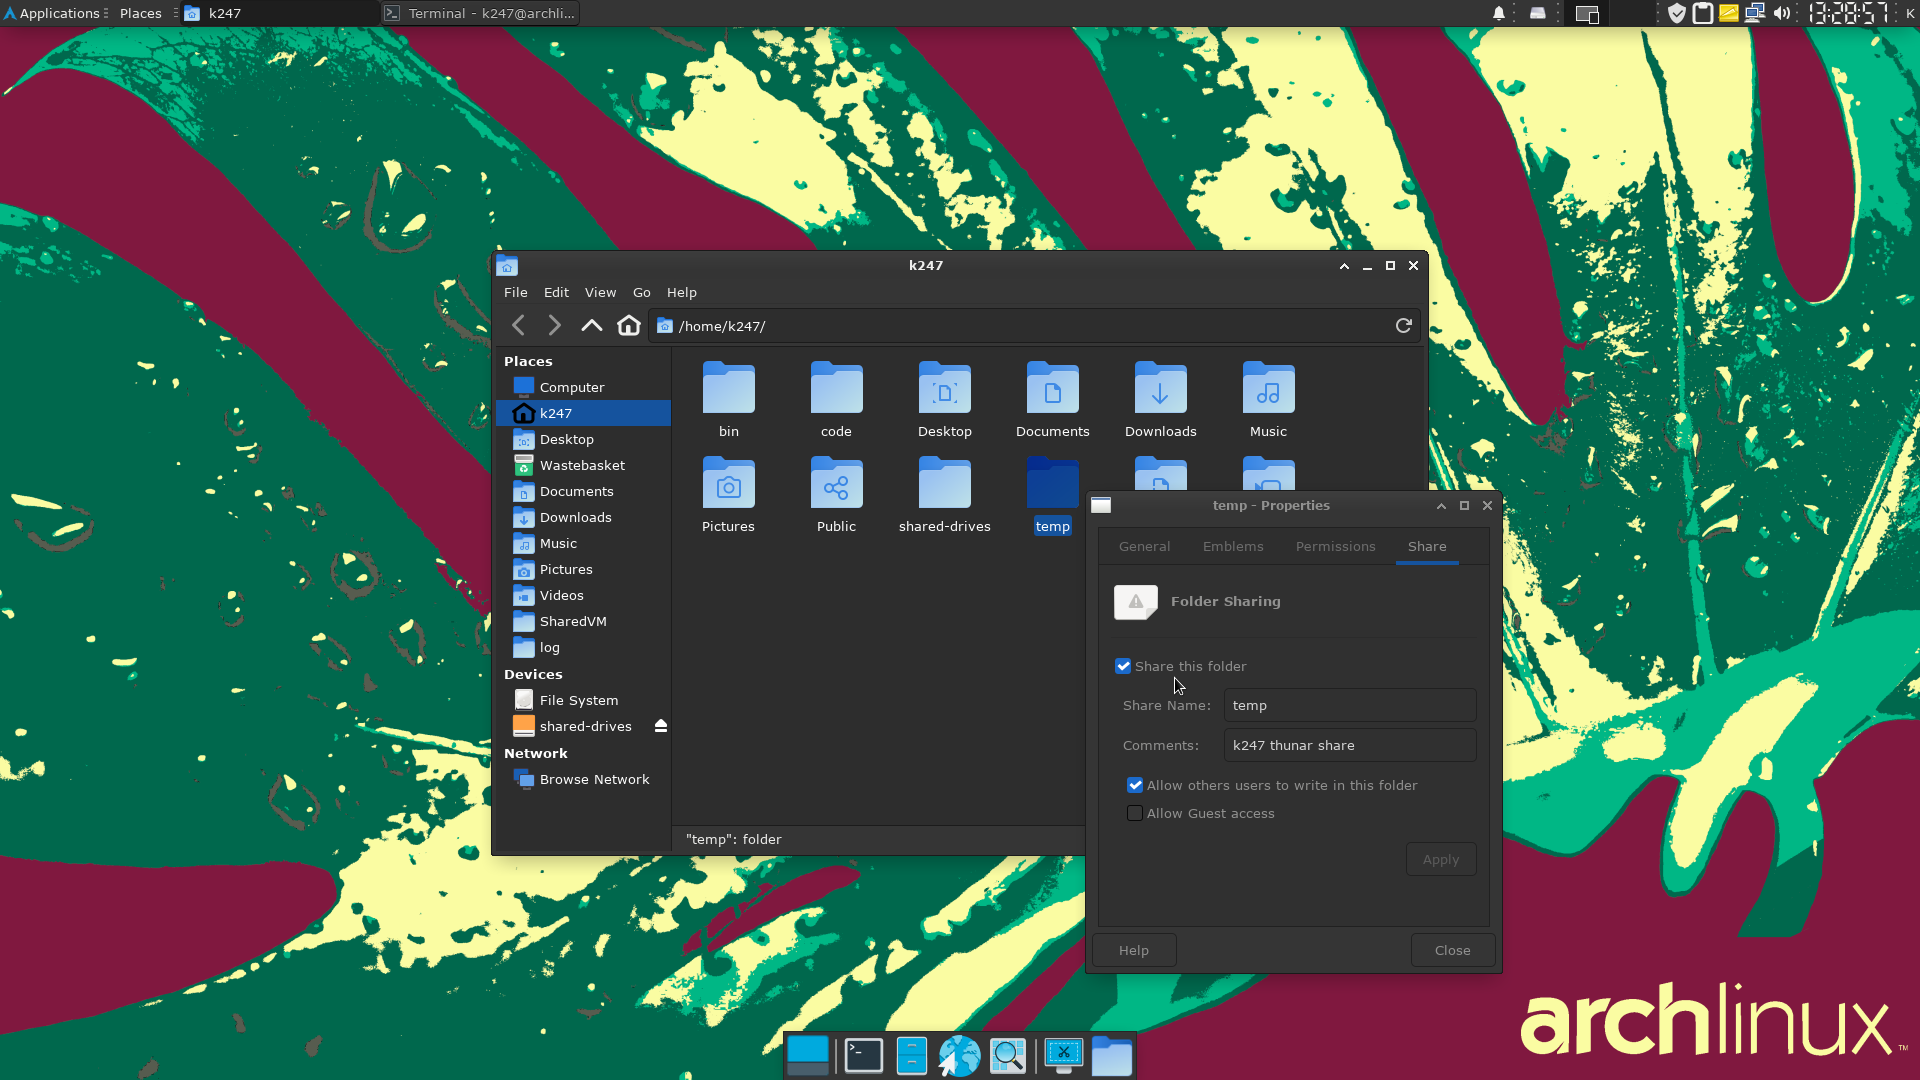 Applications
Places
k247
Terminal - k247@archli...
13:28:57
K
k247
File Edit View Go Help
/home/k247/
Places
Computer
k247
Desktop
Wastebasket
Documents
Downloads
Music
Pictures
Videos
SharedVM
log
Devices
File System
shared-drives
Network
Browse Network
bin
code
Desktop
Documents
Downloads
Music
Pictures
Public
shared-drives
temp
"temp": folder
temp - Properties
General Emblems Permissions Share
Folder Sharing
Share this folder
Share Name: temp
Comments: k247 thunar share
Allow others users to write in this folder
Allow Guest access
Apply
Help
Close
archlinux™